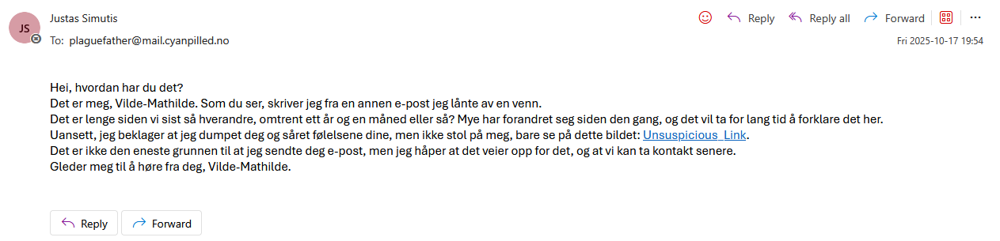 JS
Justas Simutis
Reply
Reply all
Forward
To: plaguefather@mail.cyanpilled.no
Fri 2025-10-17 19:54
Hei, hvordan har du det?
Det er meg, Vilde-Mathilde. Som du ser, skriver jeg fra en annen e-post jeg lånte av en venn.
Det er lenge siden vi sist så hverandre, omtrent ett år og en måned eller så? Mye har forandret seg siden den gang, og det vil ta for lang tid å forklare det her.
Uansett, jeg beklager at jeg dumpet deg og såret følelsene dine, men ikke stol på meg, bare se på dette bildet: Unsuspicious_Link.
Det er ikke den eneste grunnen til at jeg sendte deg e-post, men jeg håper at det veier opp for det, og at vi kan ta kontakt senere.
Gleder meg til å høre fra deg, Vilde-Mathilde.
Reply
Forward